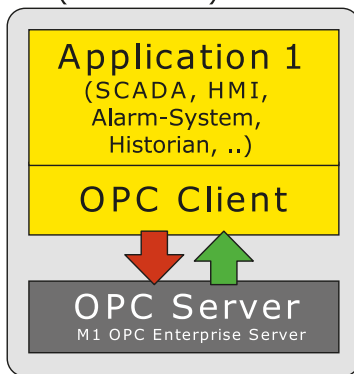 Application 1
(SCADA, HMI,
Alarm-System,
Historian, ..)
OPC Client
OPC Server
M1 OPC Enterprise Server